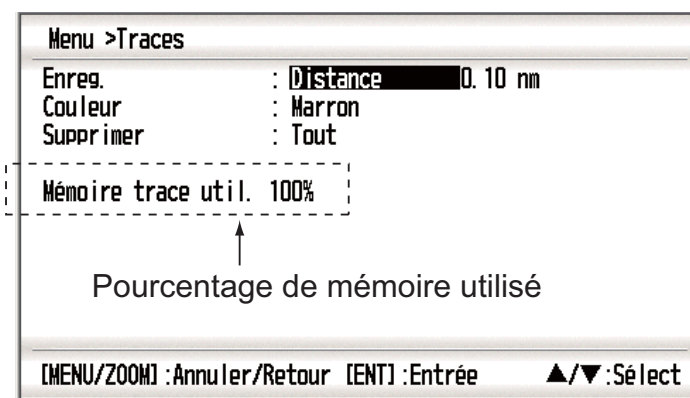 Menu >Traces
Enreg. : Distance 0.10 nm
Couleur : Marron
Supprimer : Tout
Mémoire trace util. 100%
Pourcentage de mémoire utilisé
[MENU/ZOOM]:Annuler/Retour [ENT]:Entrée ▲/▼:Sélect